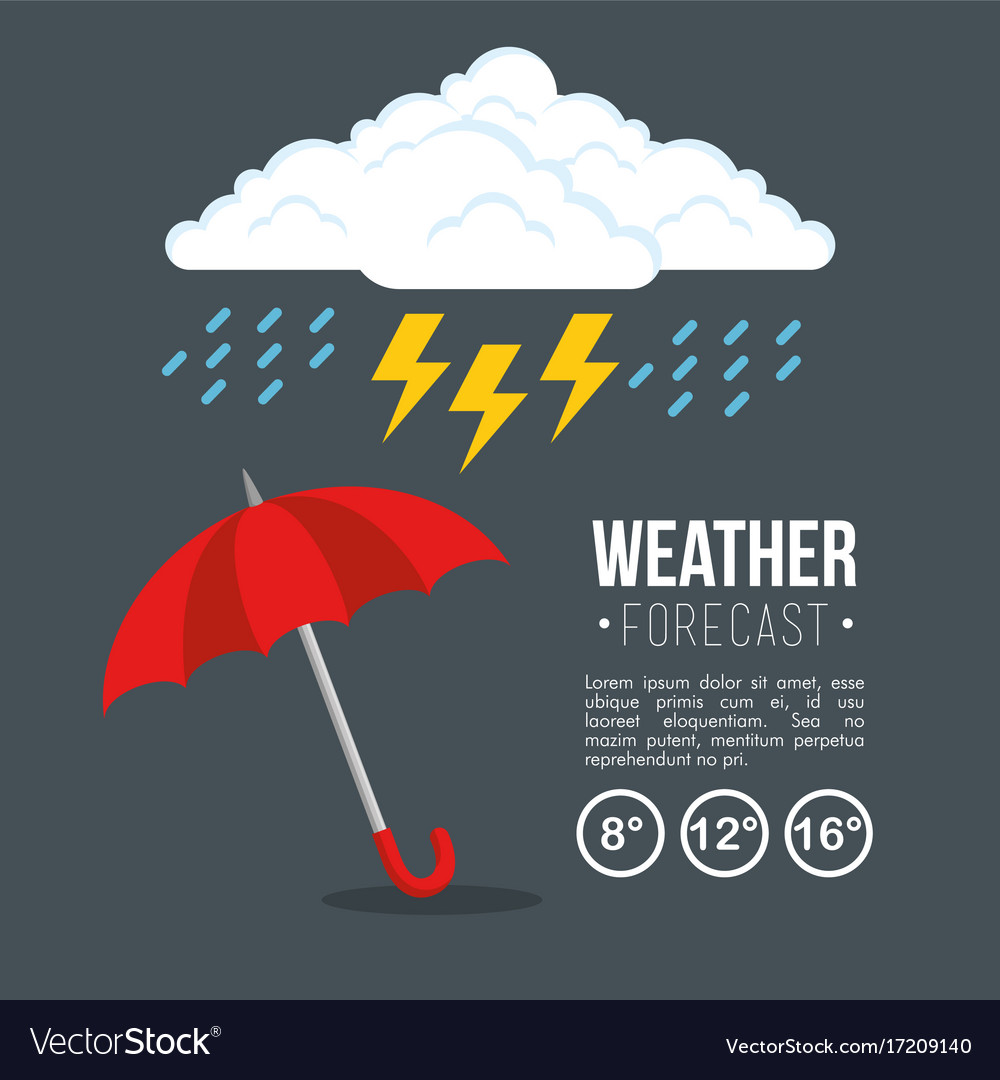 WEATHER
• FORECAST •
Lorem ipsum dolor sit amet, esse
ubique primis cum ei, id usu
laoreet eloquentiam. Sea no
mazim putent, mentitum perpetua
reprehendunt no pri.
8° 12° 16°
VectorStock® VectorStock.com/17209140